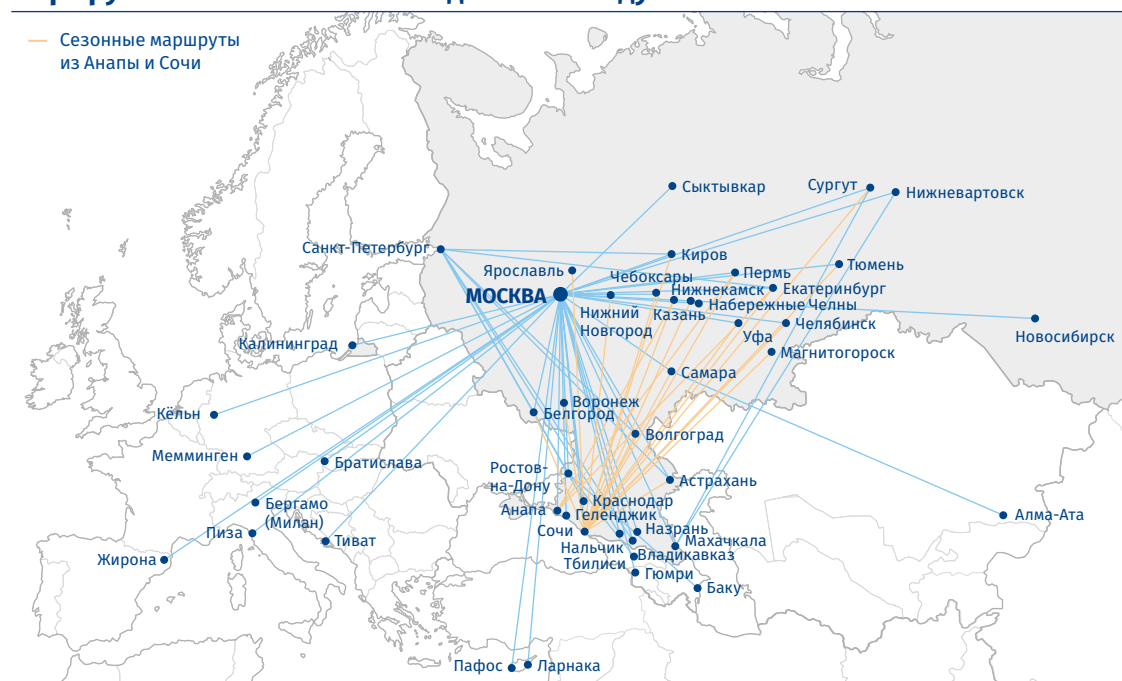 Сезонные маршруты
из Анапы и Сочи
Сыктывкар
Сургут
Нижневартовск
Санкт-Петербург
Киров
Ярославль
Чебоксары
Пермь
Тюмень
МОСКВА
Нижнекамск
Екатеринбург
Набережные Челны
Нижний
Новгород
Казань
Уфа
Челябинск
Новосибирск
Калининград
Магнитогорск
Самара
Кёльн
Воронеж
Белгород
Волгоград
Мемминген
Братислава
Ростов-
на-Дону
Астрахань
Бергамо
(Милан)
Краснодар
Анапа
Геленджик
Алма-Ата
Пиза
Тиват
Сочи
Назрань
Махачкала
Нальчик
Владикавказ
Жирона
Тбилиси
Гюмри
Баку
Пафос
Ларнака